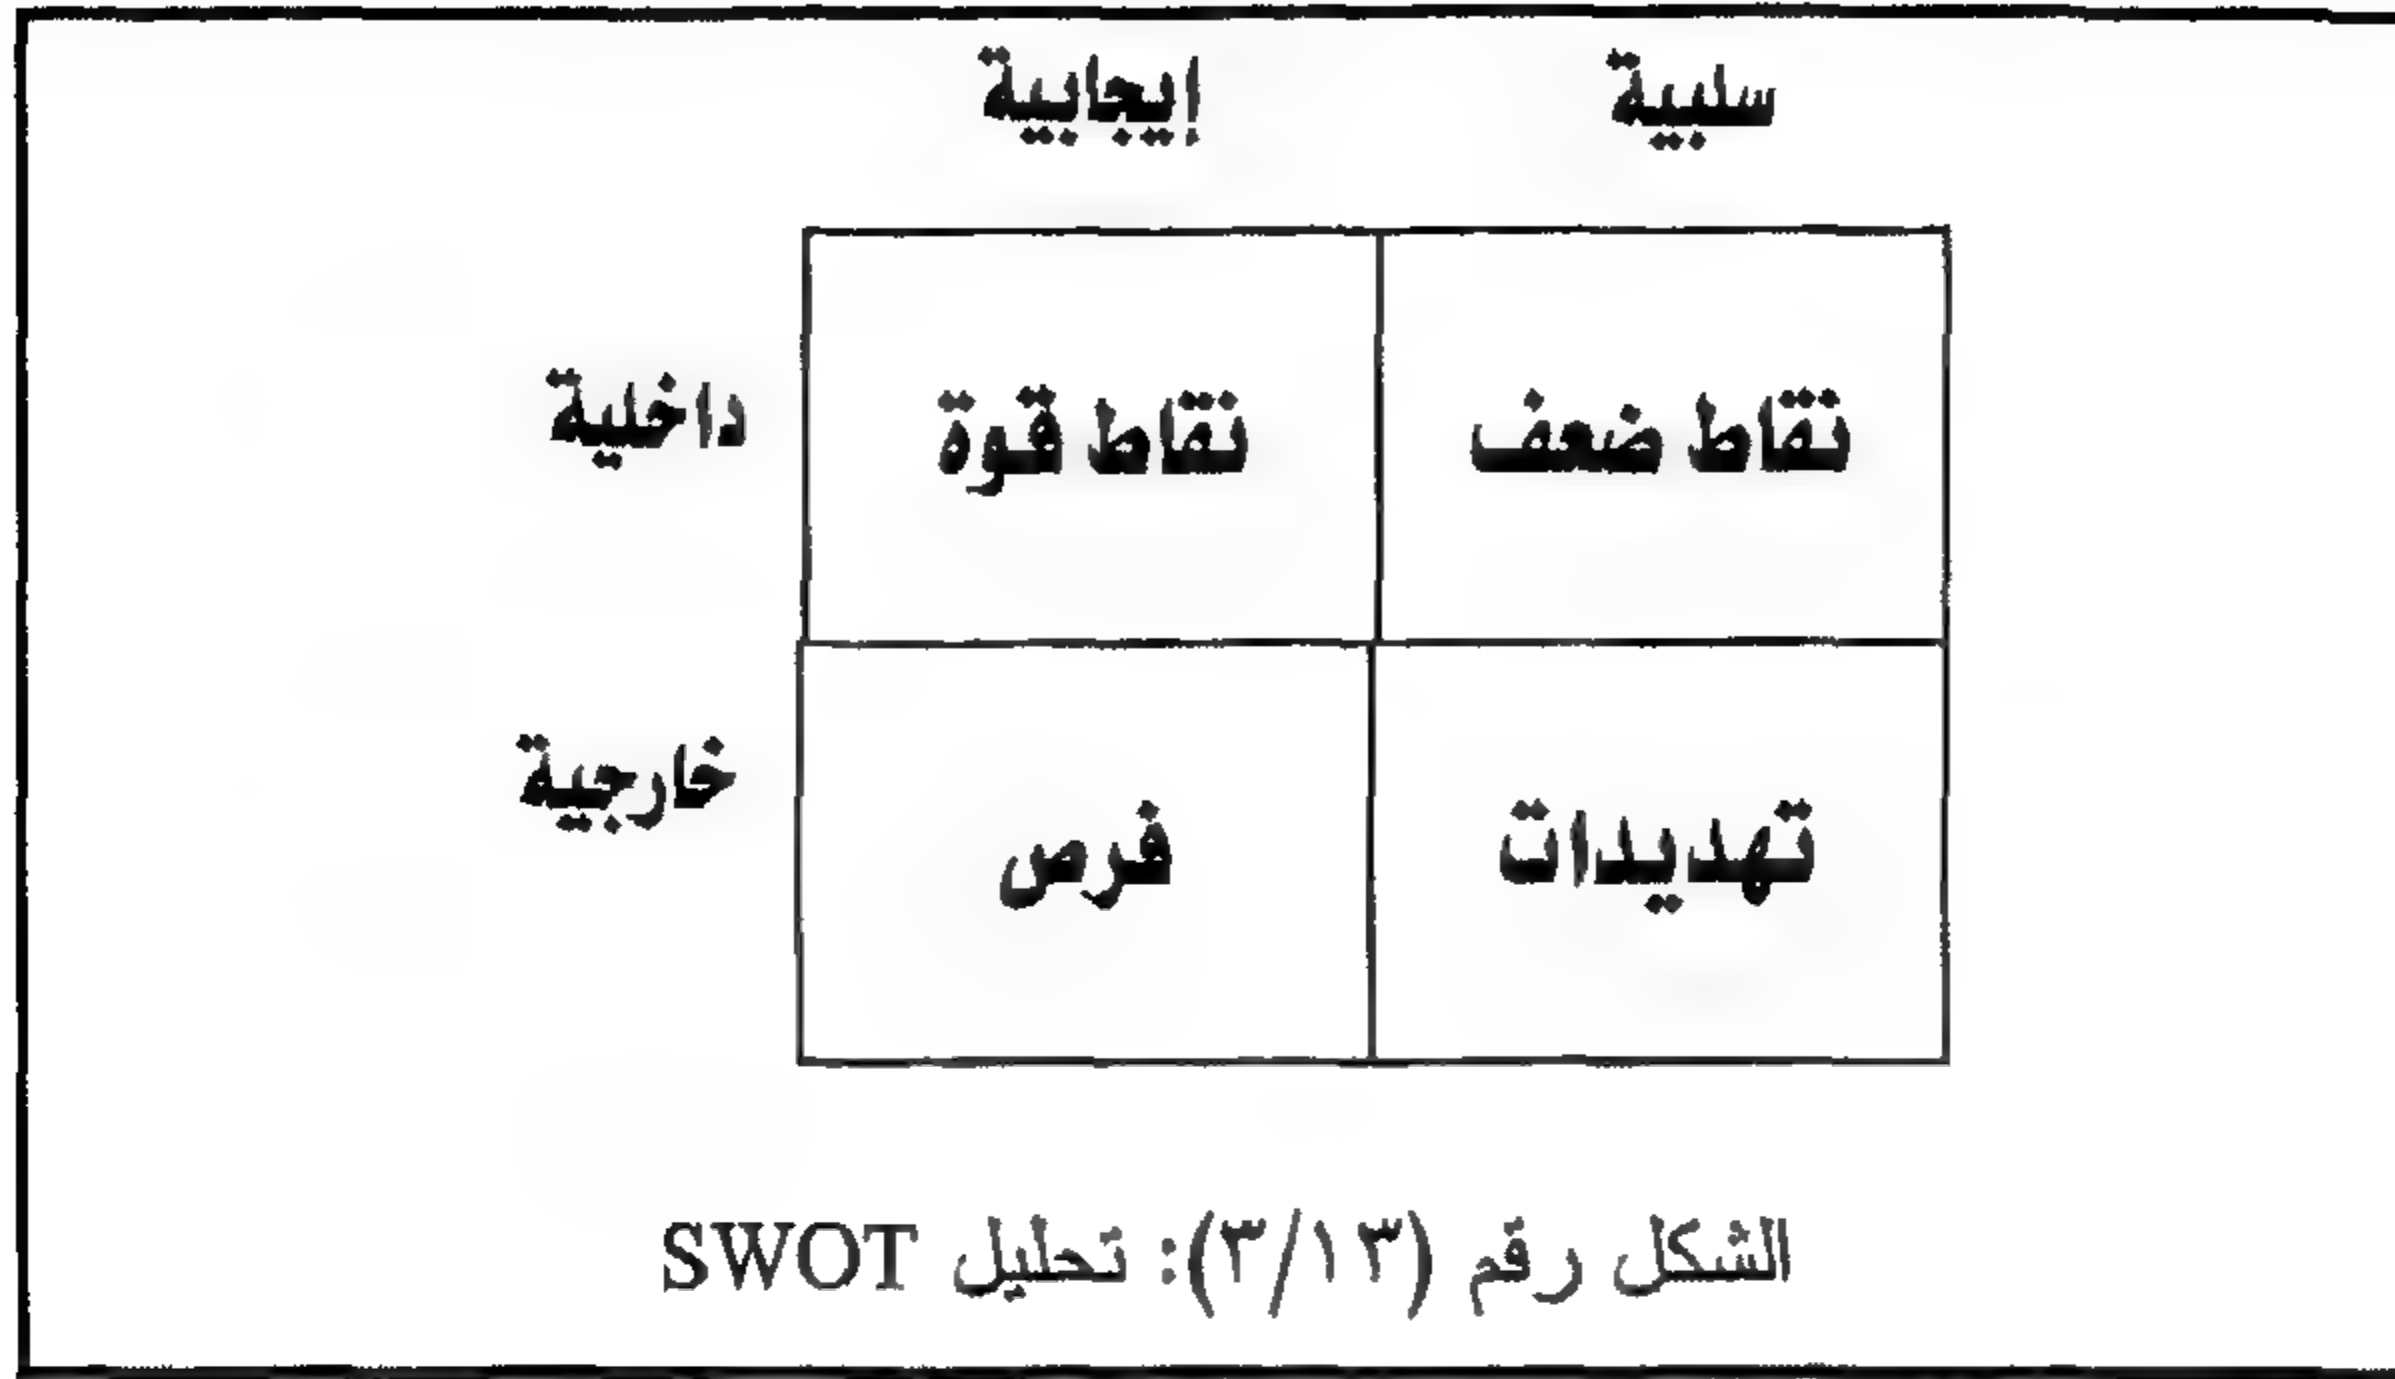 سلبية إيجابية
نقاط ضعف نقاط قوة داخلية
تهديدات فرص خارجية
الشكل رقم (٣/١٣): تحليل SWOT